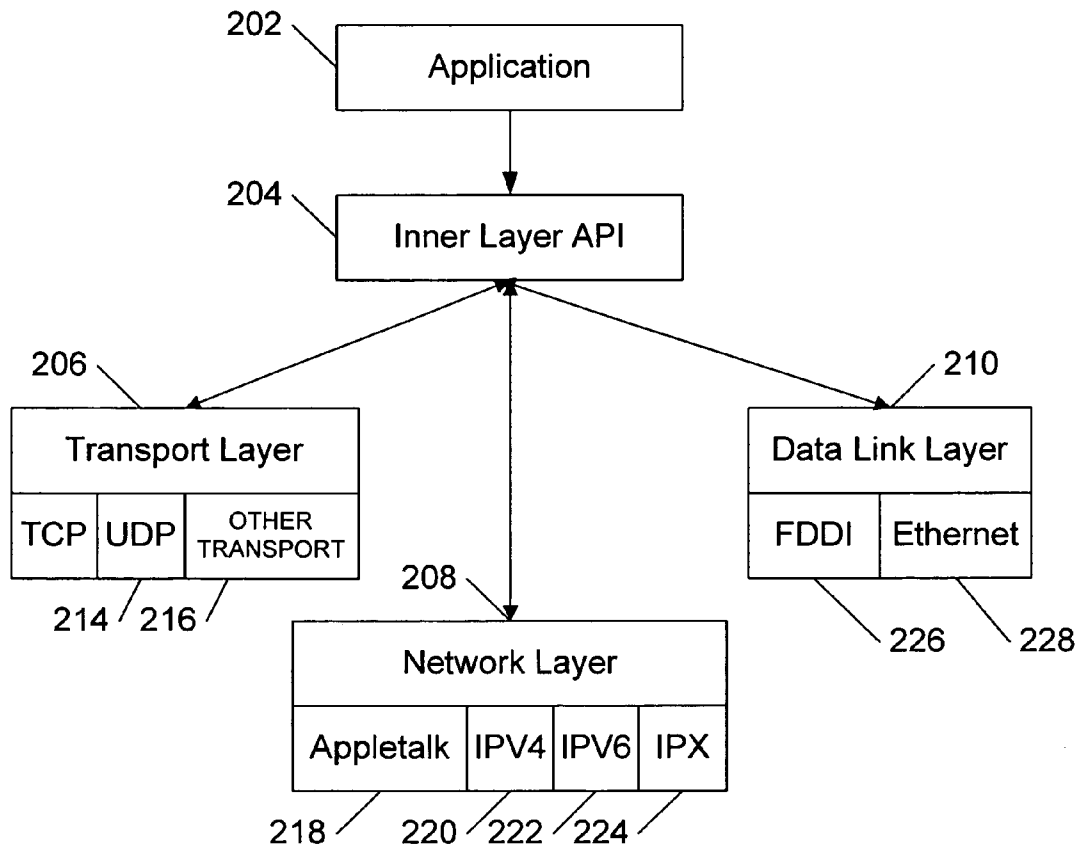 202
Application
204
Inner Layer API
206
210
Transport Layer
Data Link Layer
TCP
UDP
OTHER
TRANSPORT
FDDI
Ethernet
214
216
208
226
228
Network Layer
Appletalk
IPV4
IPV6
IPX
218
220
222
224